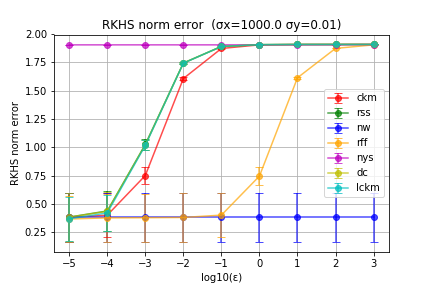 RKHS norm error (σx=1000.0 σy=0.01)
RKHS norm error
2.00
1.75
1.50
1.25
1.00
0.75
0.50
0.25
ckm
rss
nw
rff
nys
dc
lckm
−5 −4 −3 −2 −1 0 1 2 3
log10(ε)